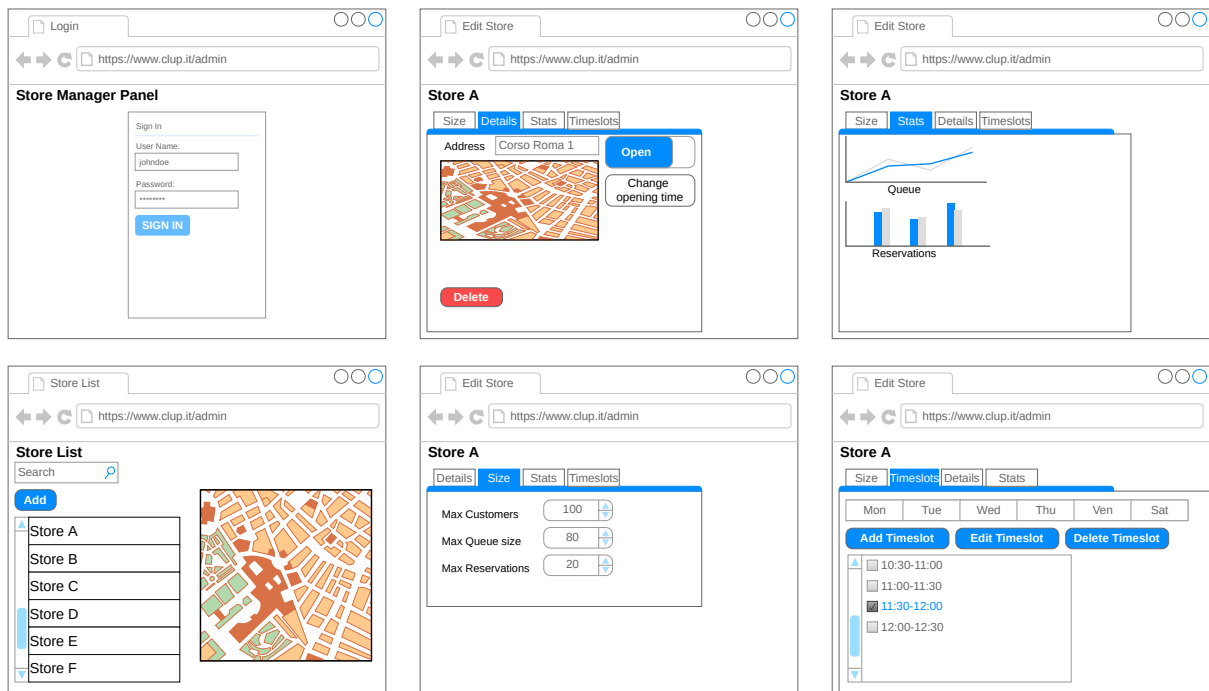 Login
https://www.clup.it/admin
Store Manager Panel
Sign In
User Name:
johndoe
Password:
********
SIGN IN
Edit Store
https://www.clup.it/admin
Store A
Size Details Stats Timeslots
Address Corso Roma 1
Open
Change
opening time
Delete
Edit Store
https://www.clup.it/admin
Store A
Size Stats Details Timeslots
Queue
Reservations
Store List
https://www.clup.it/admin
Store List
Search
Add
Store A
Store B
Store C
Store D
Store E
Store F
Edit Store
https://www.clup.it/admin
Store A
Details Size Stats Timeslots
Max Customers 100
Max Queue size 80
Max Reservations 20
Edit Store
https://www.clup.it/admin
Store A
Size Timeslots Details Stats
Mon Tue Wed Thu Ven Sat
Add Timeslot Edit Timeslot Delete Timeslot
10:30-11:00
11:00-11:30
11:30-12:00
12:00-12:30